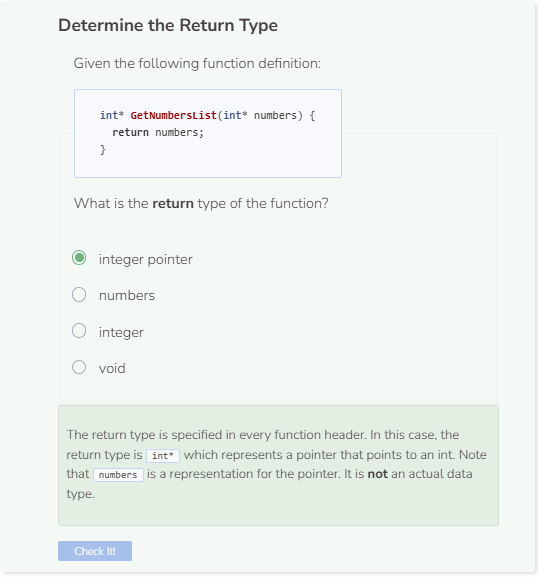 Determine the Return Type
Given the following function definition:
int* GetNumbersList(int* numbers) {
return numbers;
}
What is the return type of the function?
integer pointer
numbers
integer
void
The return type is specified in every function header. In this case, the
return type is int* which represents a pointer that points to an int. Note
that numbers is a representation for the pointer. It is not an actual data
type.
Check It!